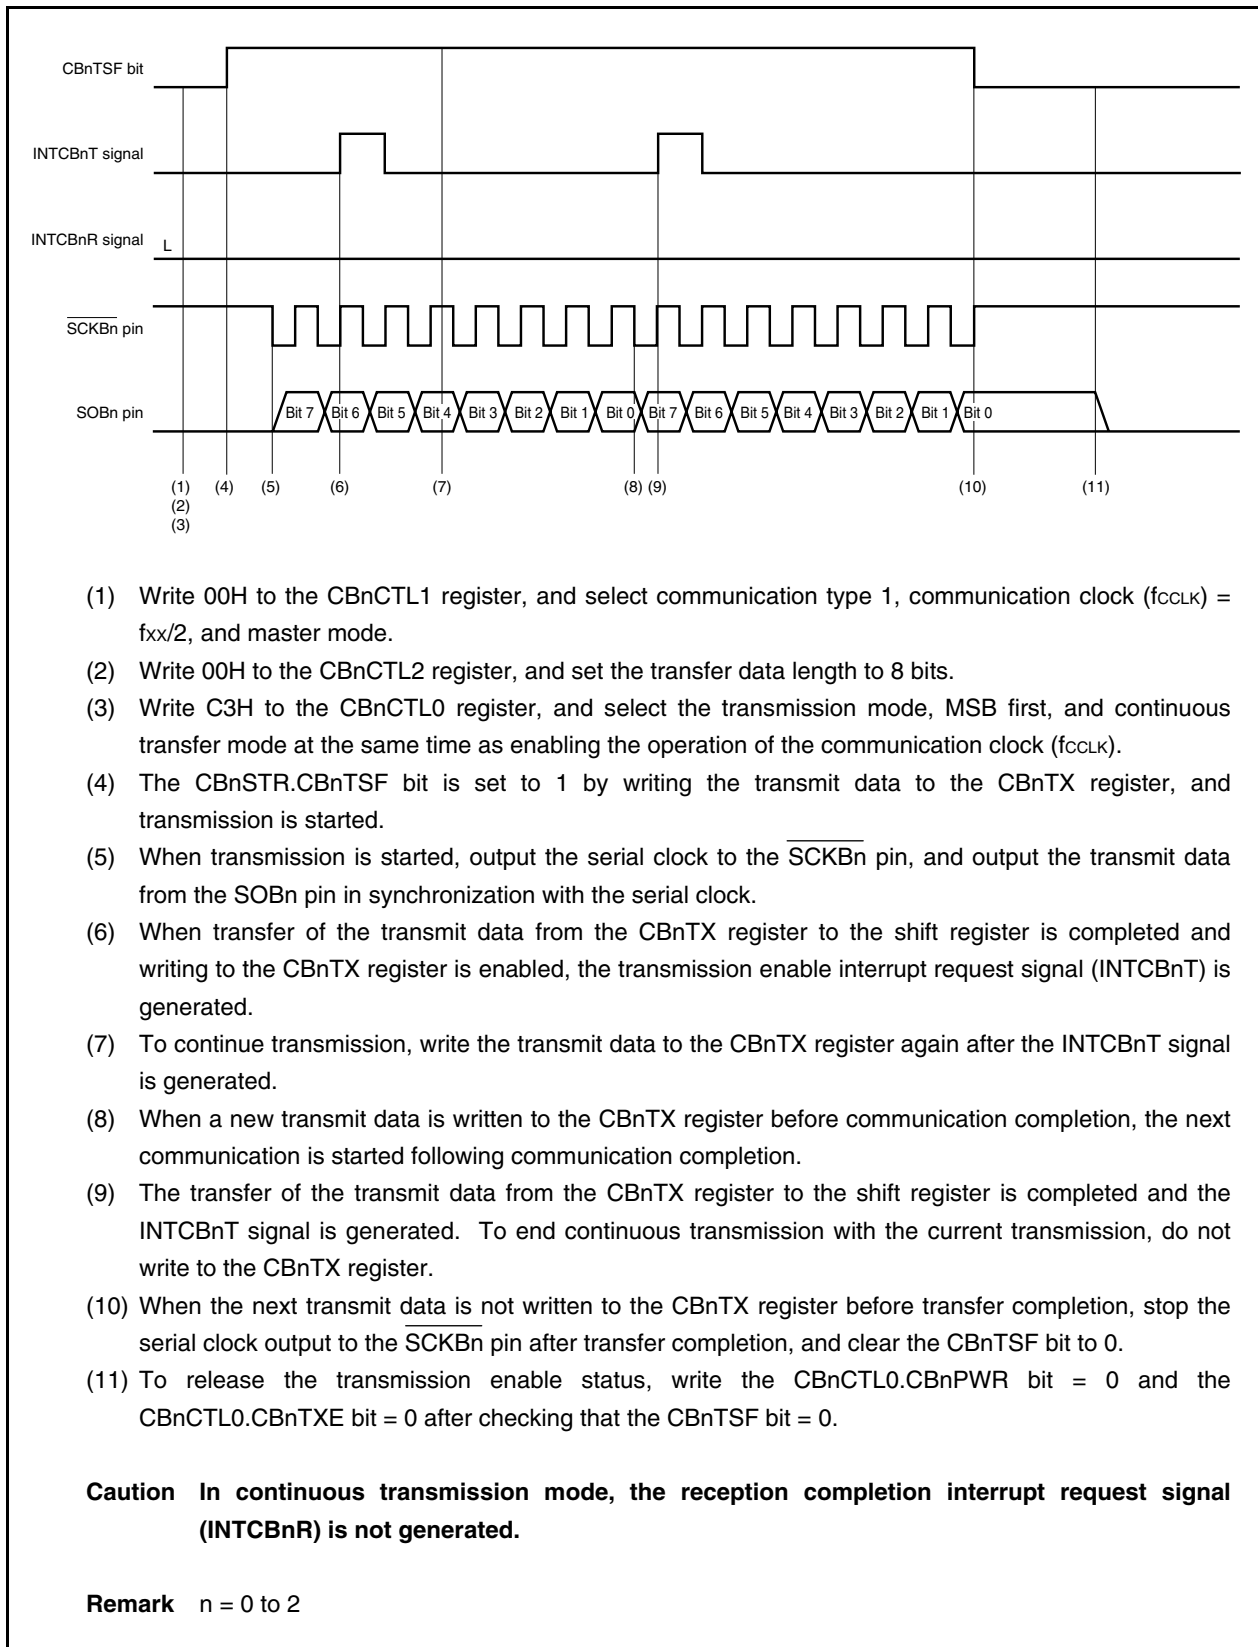 CBnTSF bit
INTCBnT signal
INTCBnR signal L
SCKBn pin
SOBn pin Bit 7 Bit 6 Bit 5 Bit 4 Bit 3 Bit 2 Bit 1 Bit 0 Bit 7 Bit 6 Bit 5 Bit 4 Bit 3 Bit 2 Bit 1 Bit 0
(1) (4) (5) (6) (7) (8) (9) (10) (11)
(2)
(3)
(1) Write 00H to the CBnCTL1 register, and select communication type 1, communication clock (fCCLK) =
fxx/2, and master mode.
(2) Write 00H to the CBnCTL2 register, and set the transfer data length to 8 bits.
(3) Write C3H to the CBnCTL0 register, and select the transmission mode, MSB first, and continuous
transfer mode at the same time as enabling the operation of the communication clock (fCCLK).
(4) The CBnSTR.CBnTSF bit is set to 1 by writing the transmit data to the CBnTX register, and
transmission is started.
(5) When transmission is started, output the serial clock to the SCKBn pin, and output the transmit data
from the SOBn pin in synchronization with the serial clock.
(6) When transfer of the transmit data from the CBnTX register to the shift register is completed and
writing to the CBnTX register is enabled, the transmission enable interrupt request signal (INTCBnT) is
generated.
(7) To continue transmission, write the transmit data to the CBnTX register again after the INTCBnT signal
is generated.
(8) When a new transmit data is written to the CBnTX register before communication completion, the next
communication is started following communication completion.
(9) The transfer of the transmit data from the CBnTX register to the shift register is completed and the
INTCBnT signal is generated. To end continuous transmission with the current transmission, do not
write to the CBnTX register.
(10) When the next transmit data is not written to the CBnTX register before transfer completion, stop the
serial clock output to the SCKBn pin after transfer completion, and clear the CBnTSF bit to 0.
(11) To release the transmission enable status, write the CBnCTL0.CBnPWR bit = 0 and the
CBnCTL0.CBnTXE bit = 0 after checking that the CBnTSF bit = 0.
Caution In continuous transmission mode, the reception completion interrupt request signal
(INTCBnR) is not generated.
Remark n = 0 to 2